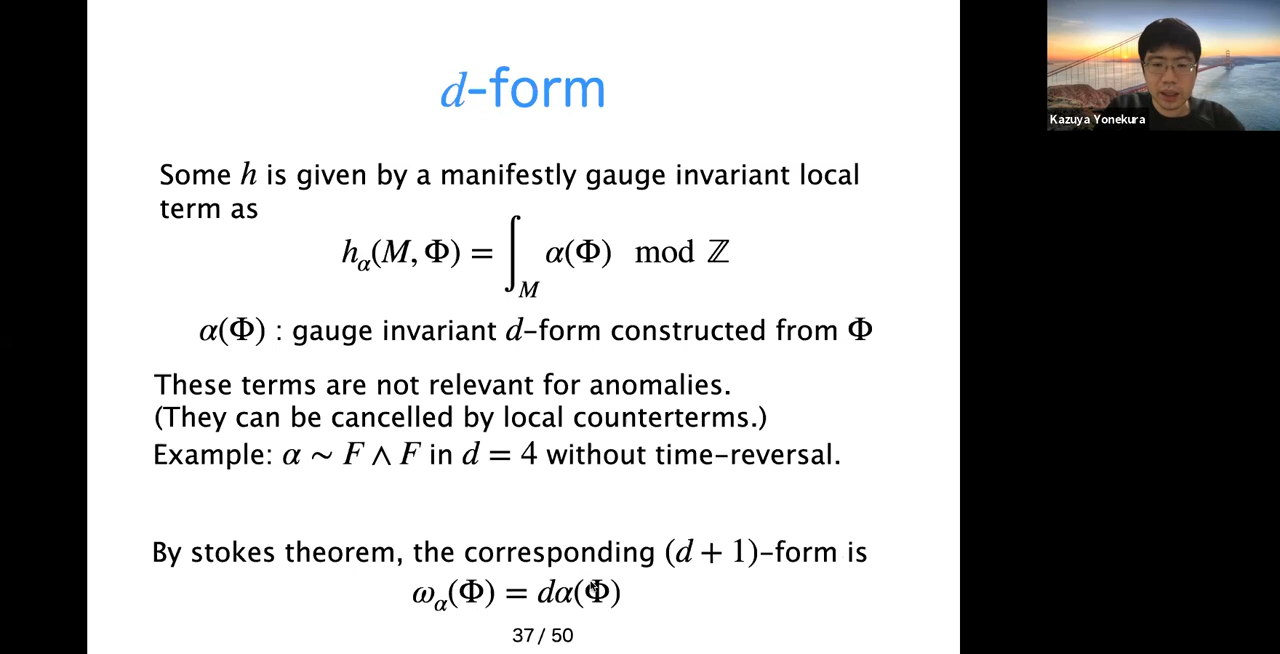 d-form
Some h is given by a manifestly gauge invariant local
term as
h_α(M, Φ) = ∫_M α(Φ) mod ℤ
α(Φ) : gauge invariant d-form constructed from Φ
These terms are not relevant for anomalies.
(They can be cancelled by local counterterms.)
Example: α ~ F ∧ F in d = 4 without time-reversal.
By stokes theorem, the corresponding (d + 1)-form is
ω_α(Φ) = dα(Φ)
37 / 50
Kazuya Yonekura